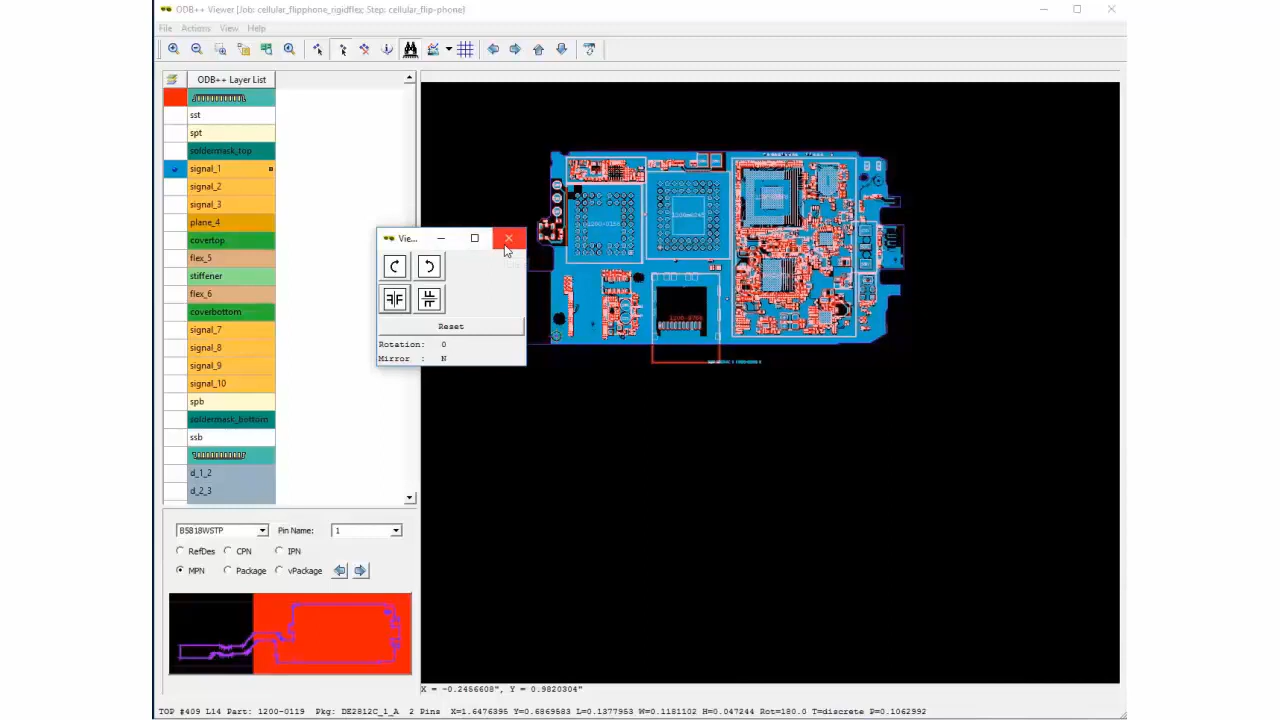 ODB++ Viewer [Job: cellular_flipphone_rigidflex; Step: cellular_flip-phone]
File Actions View Help
ODB++ Layer List
sst
spt
soldermask_top
signal_1
signal_2
signal_3
plane_4
covertop
flex_5
stiffener
flex_6
coverbottom
signal_7
signal_8
signal_9
signal_10
spb
soldermask_bottom
ssb
d_1_2
d_2_3
Vie...
Reset
Rotation: 0
Mirror : N
BSB18WSTP Pin Name: 1
RefDes CPN IPN
MPN Package vPackage
X = -0.2456608", Y = 0.9820304"
TOP #409 L14 Part: 1200-0119 Pkg: DE2812C_1_A 2 Pins X=1.6476395 Y=0.6869583 L=0.1377953 W=0.1181102 H=0.047244 Rot=180.0 T=discrete P=0.1062992